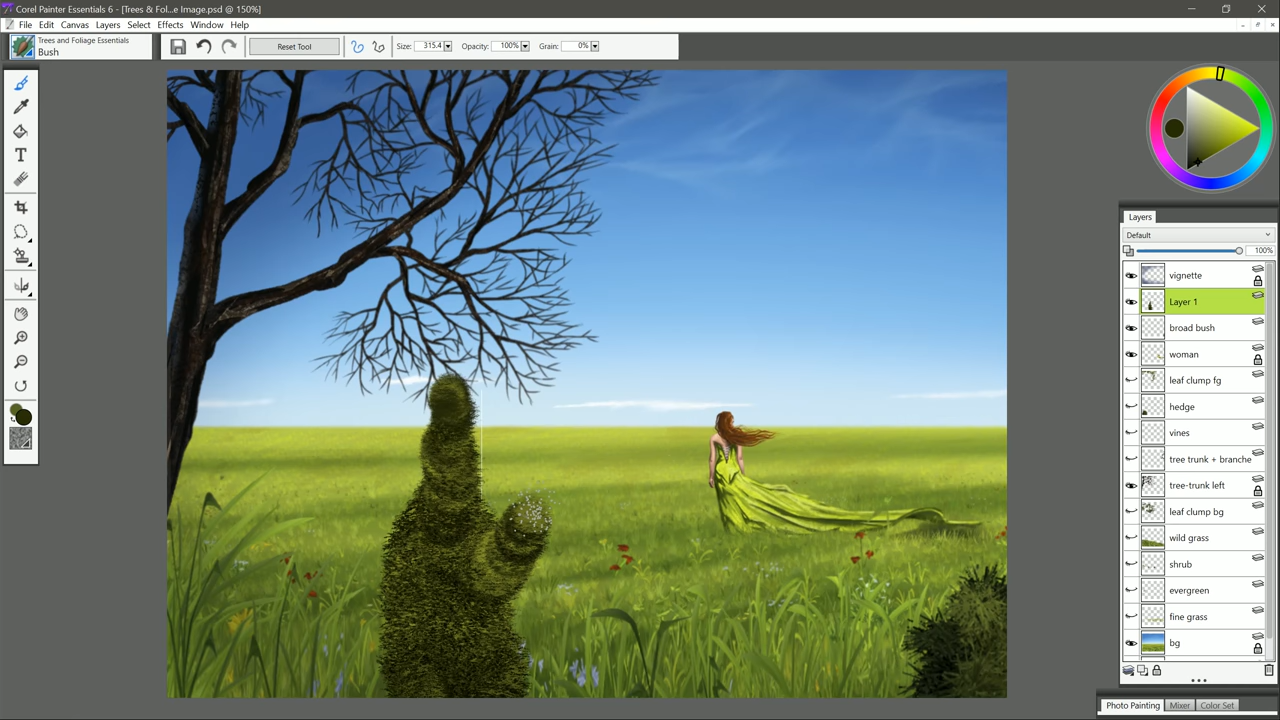 Corel Painter Essentials 6 - [Trees & Fol...e Image.psd @ 150%]
File Edit Canvas Layers Select Effects Window Help
Trees and Foliage Essentials
Bush
Reset Tool
Size: 315.4
Opacity: 100%
Grain: 0%
Layers
Default
100%
vignette
Layer 1
broad bush
woman
leaf clump fg
hedge
vines
tree trunk + branche
tree-trunk left
leaf clump bg
wild grass
shrub
evergreen
fine grass
bg
Photo Painting Mixer Color Set